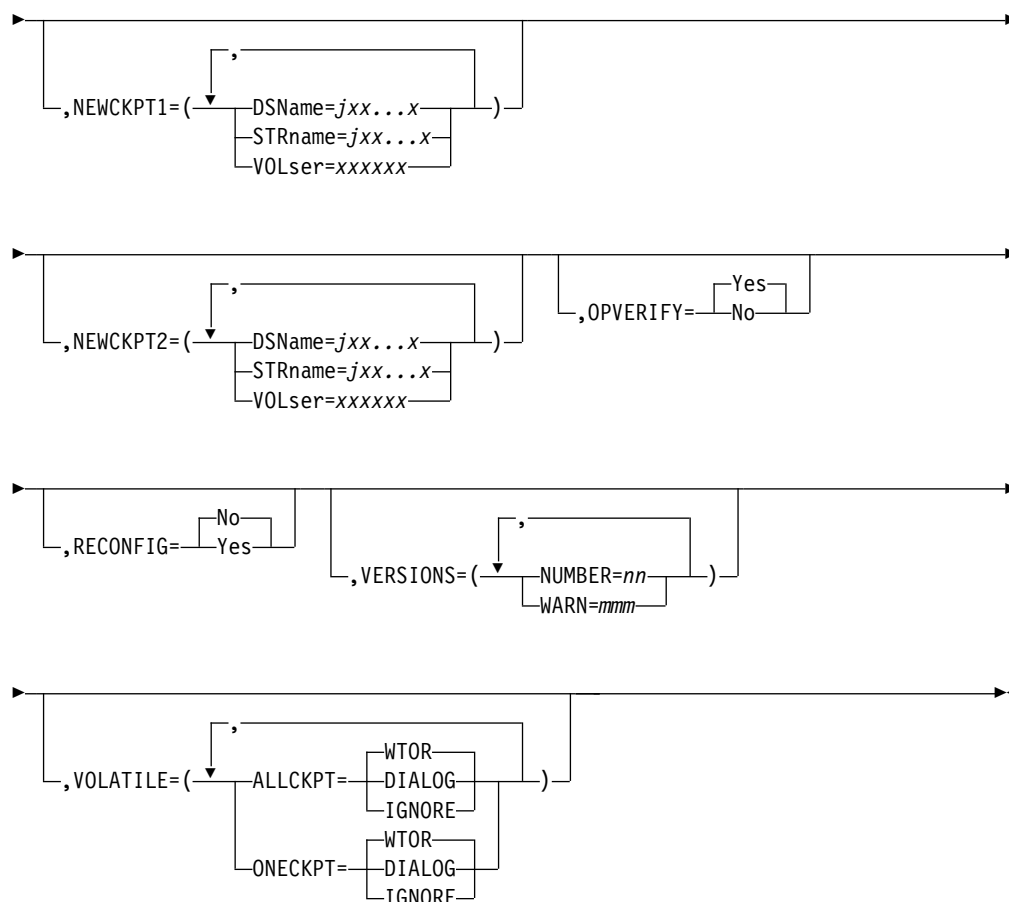 ,
,NEWCKPT1=( DSName=jxx...x )
STRname=jxx...x
VOLser=xxxxxx
,
,NEWCKPT2=( DSName=jxx...x )
STRname=jxx...x
VOLser=xxxxxx
Yes
,OPVERIFY= No
No
,RECONFIG= Yes
,
,VERSIONS=( NUMBER=nn )
WARN=mmm
,
WTOR
,VOLATILE=( ALLCKPT= DIALOG )
IGNORE
WTOR
ONECKPT= DIALOG
IGNORE